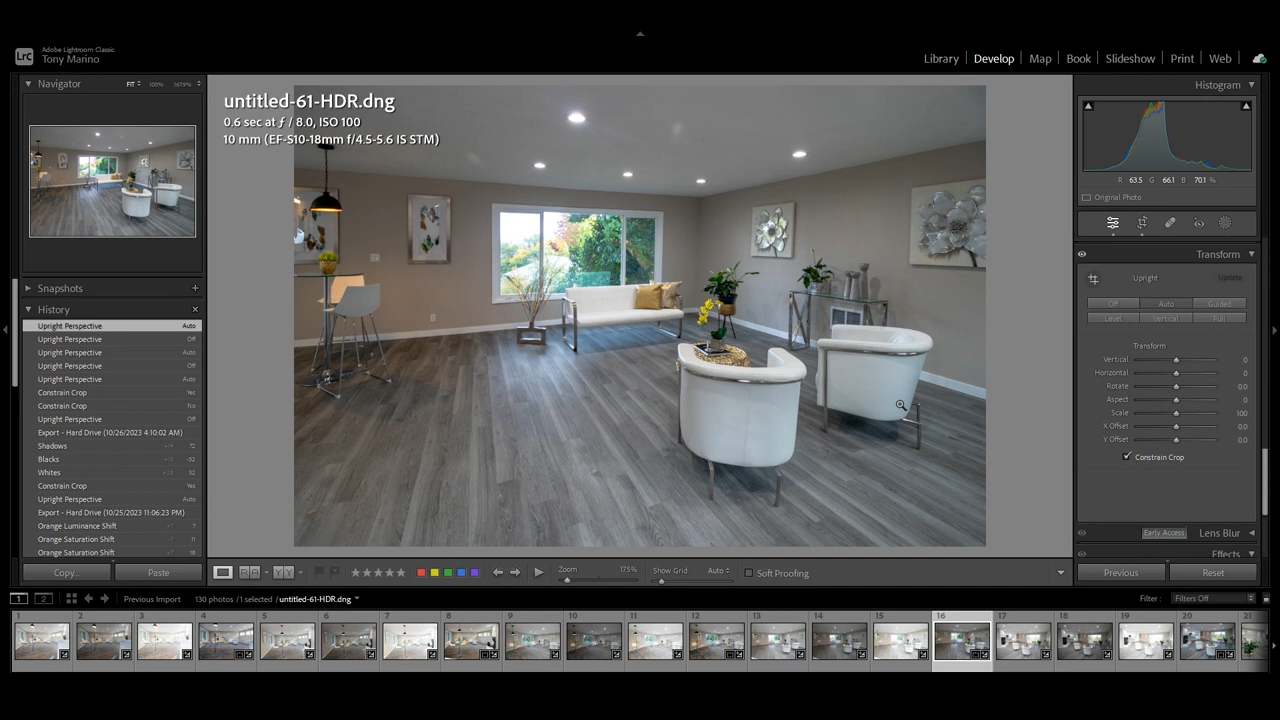 Adobe Lightroom Classic
Tony Marino
Lrc
Library | Develop | Map | Book | Slideshow | Print | Web
Navigator FIT 100%
Snapshots +
History ×
Upright Perspective Auto
Upright Perspective Off
Upright Perspective Auto
Upright Perspective Off
Upright Perspective Auto
Constrain Crop Yes
Constrain Crop No
Upright Perspective Off
Export - Hard Drive (10/26/2023 4:10:02 AM)
Shadows 72
Blacks -32
Whites 32
Constrain Crop Yes
Upright Perspective Auto
Export - Hard Drive (10/25/2023 11:06:23 PM)
Orange Luminance Shift 7
Orange Saturation Shift 11
Orange Saturation Shift 18
Copy... Paste
untitled-61-HDR.dng
0.6 sec at ƒ / 8.0, ISO 100
10 mm (EF-S10-18mm f/4.5-5.6 IS STM)
Histogram
R 63.5 G 66.1 B 70.1 %
Original Photo
Transform
Upright Update
Off Auto Guided
Level Vertical Full
Transform
Vertical 0
Horizontal 0
Rotate 0.0
Aspect 0
Scale 100
X Offset 0.0
Y Offset 0.0
Constrain Crop
Early Access Lens Blur
Effects
Previous Reset
Zoom 17.5%
Show Grid Auto
Soft Proofing
1 2 Previous Import 130 photos / 1 selected / untitled-61-HDR.dng
Filter : Filters Off
1 2 3 4 5 6 7 8 9 10 11 12 13 14 15 16 17 18 19 20 21